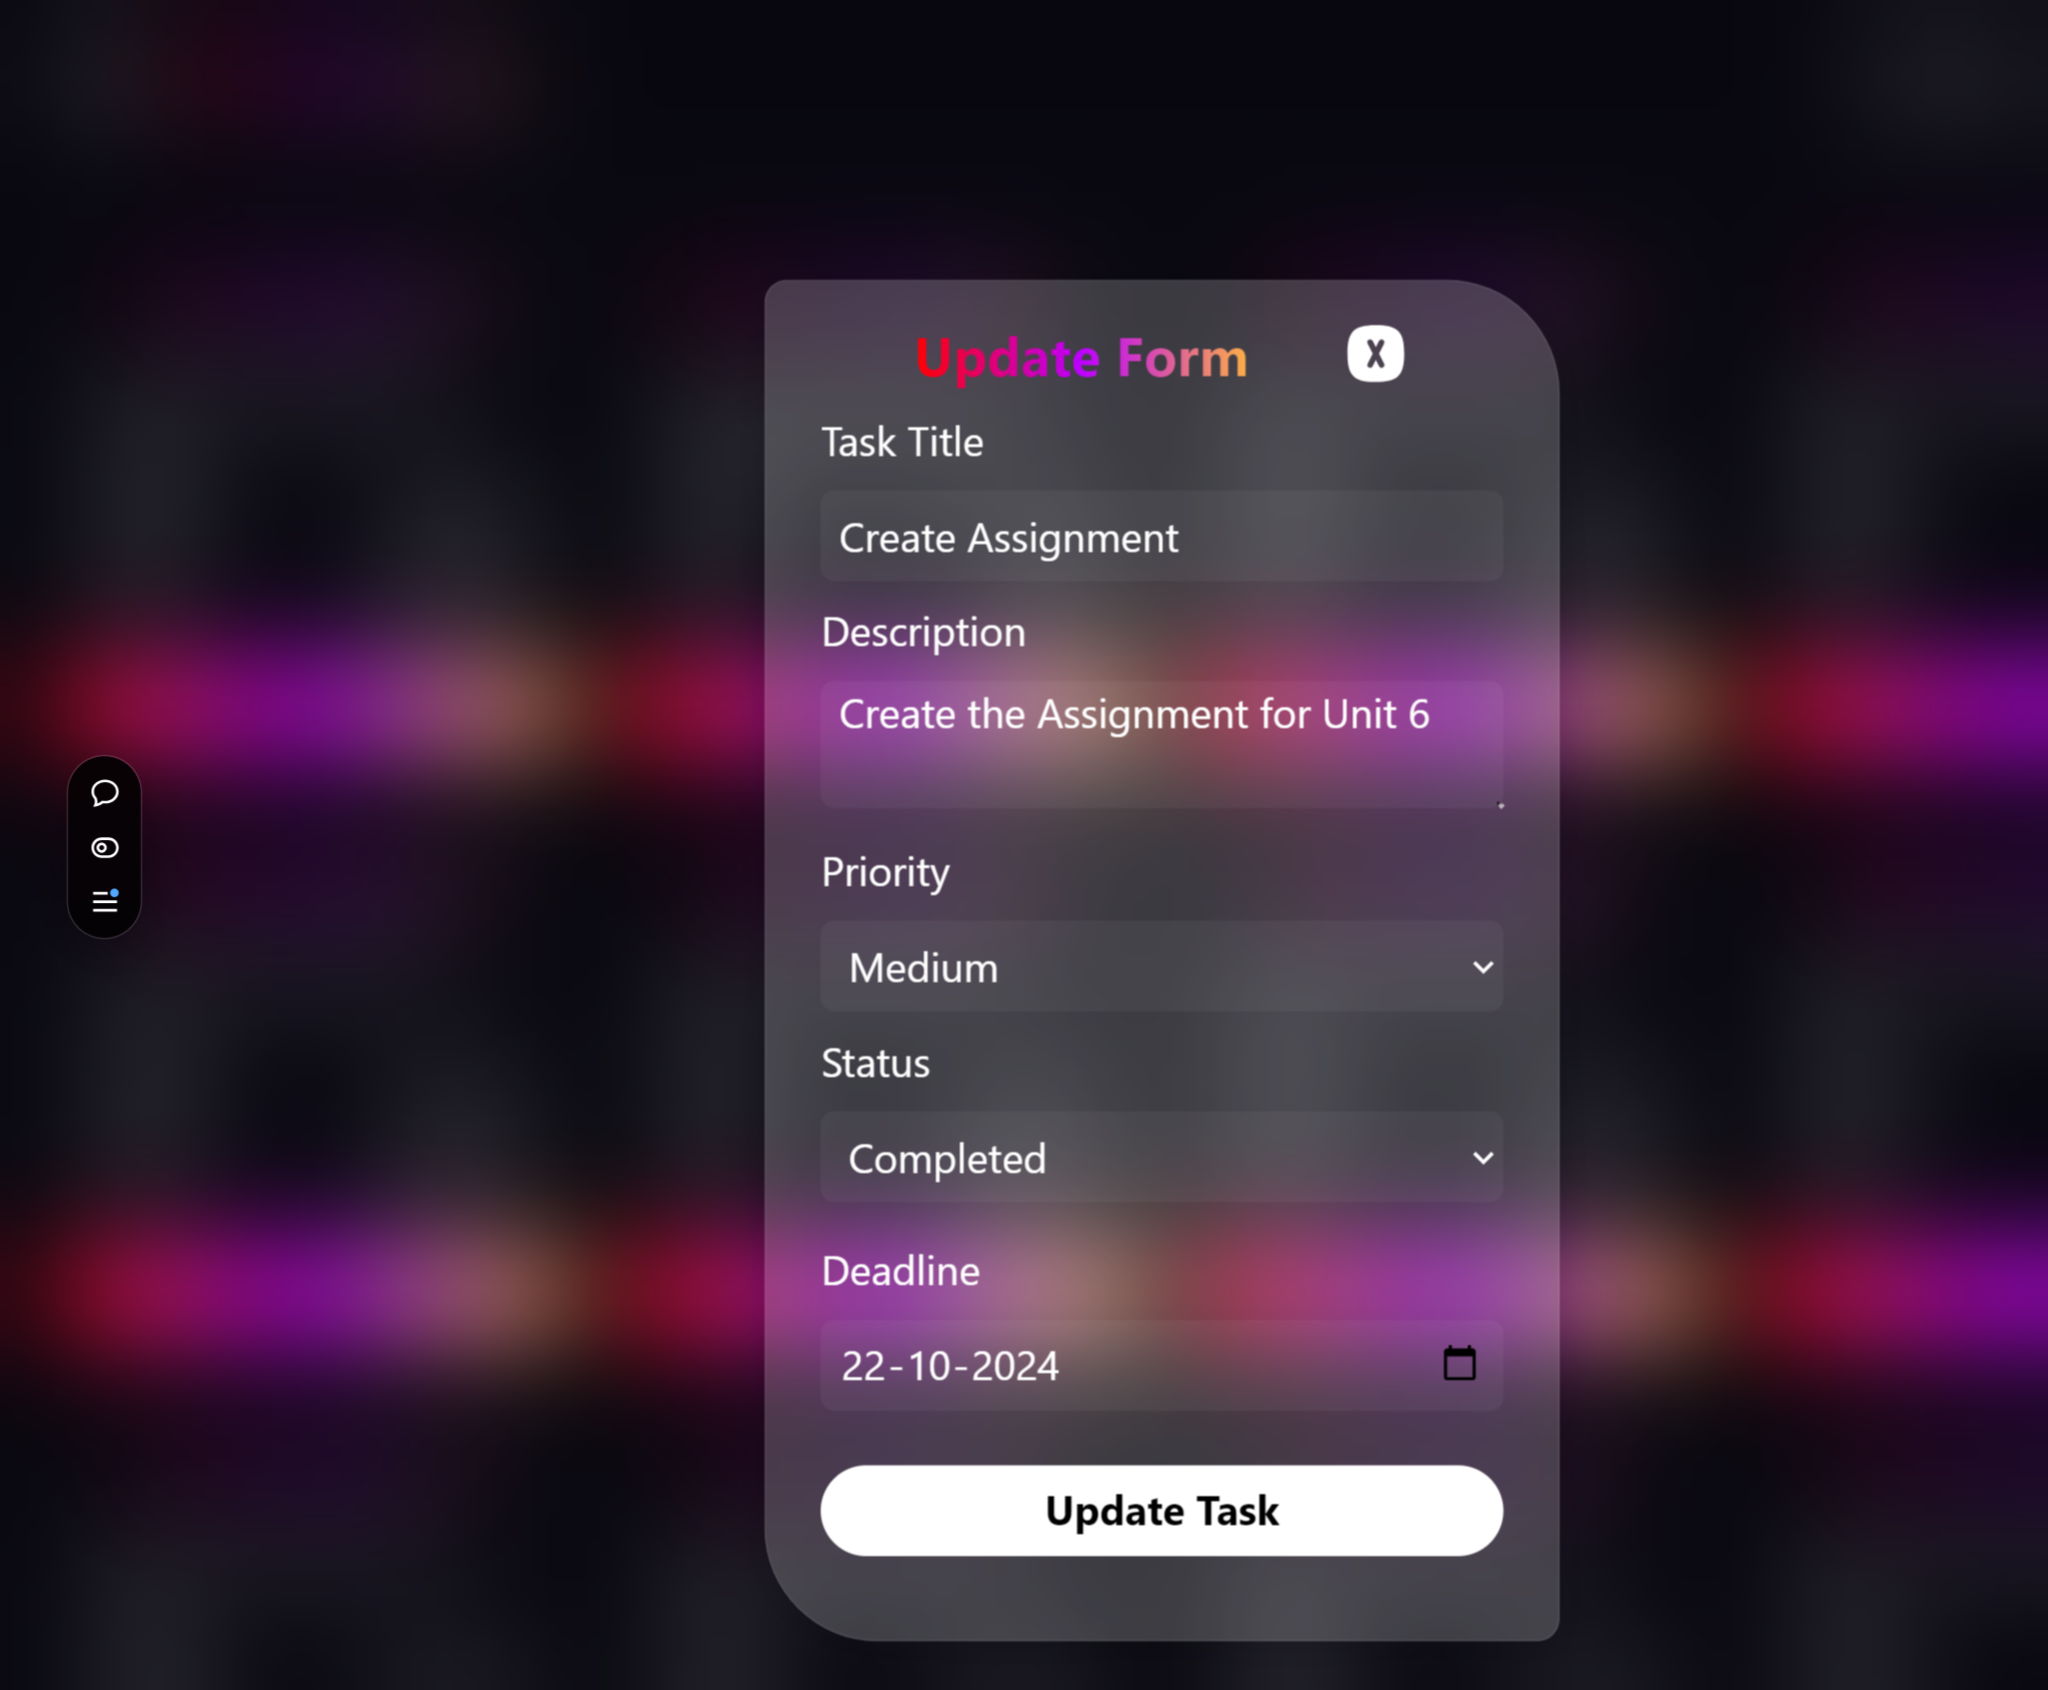 Update Form X
Task Title
Create Assignment
Description
Create the Assignment for Unit 6
Priority
Medium
Status
Completed
Deadline
22-10-2024
Update Task